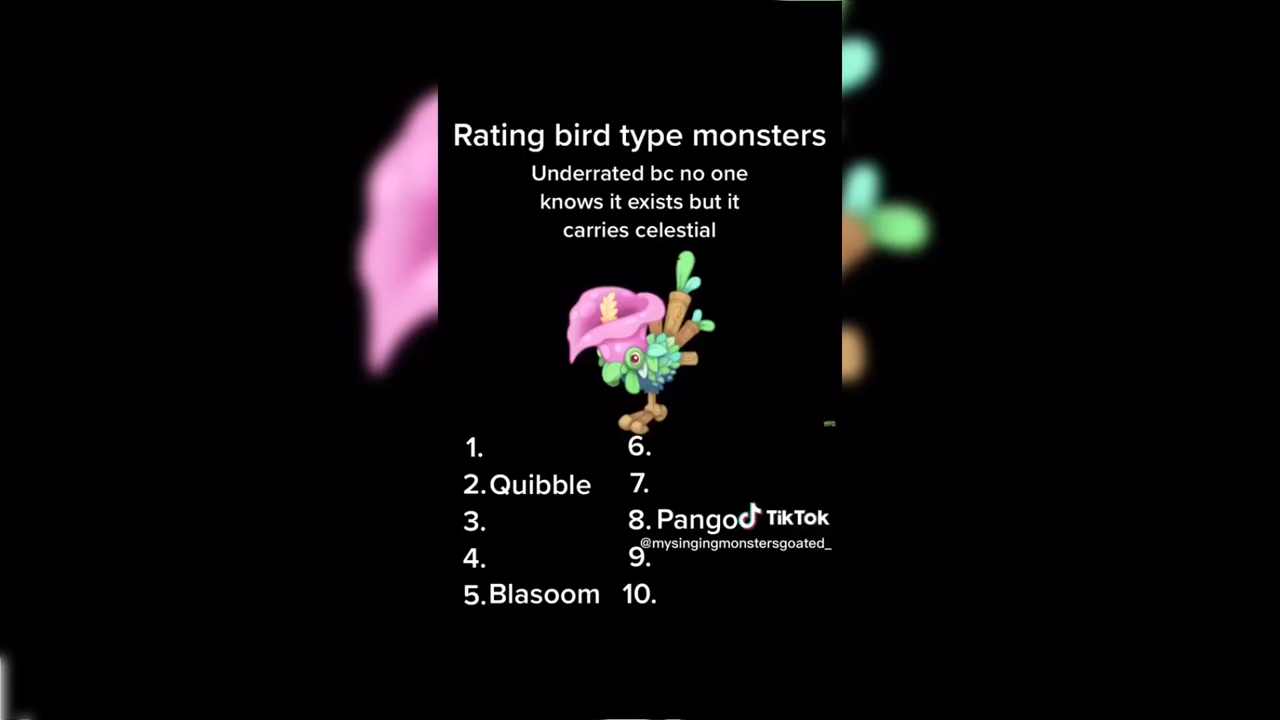 Rating bird type monsters
Underrated bc no one
knows it exists but it
carries celestial
1.
2. Quibble
3.
4.
5. Blasoom
6.
7.
8. Pango
9.
10.
TikTok
@mysingingmonstersgoated_